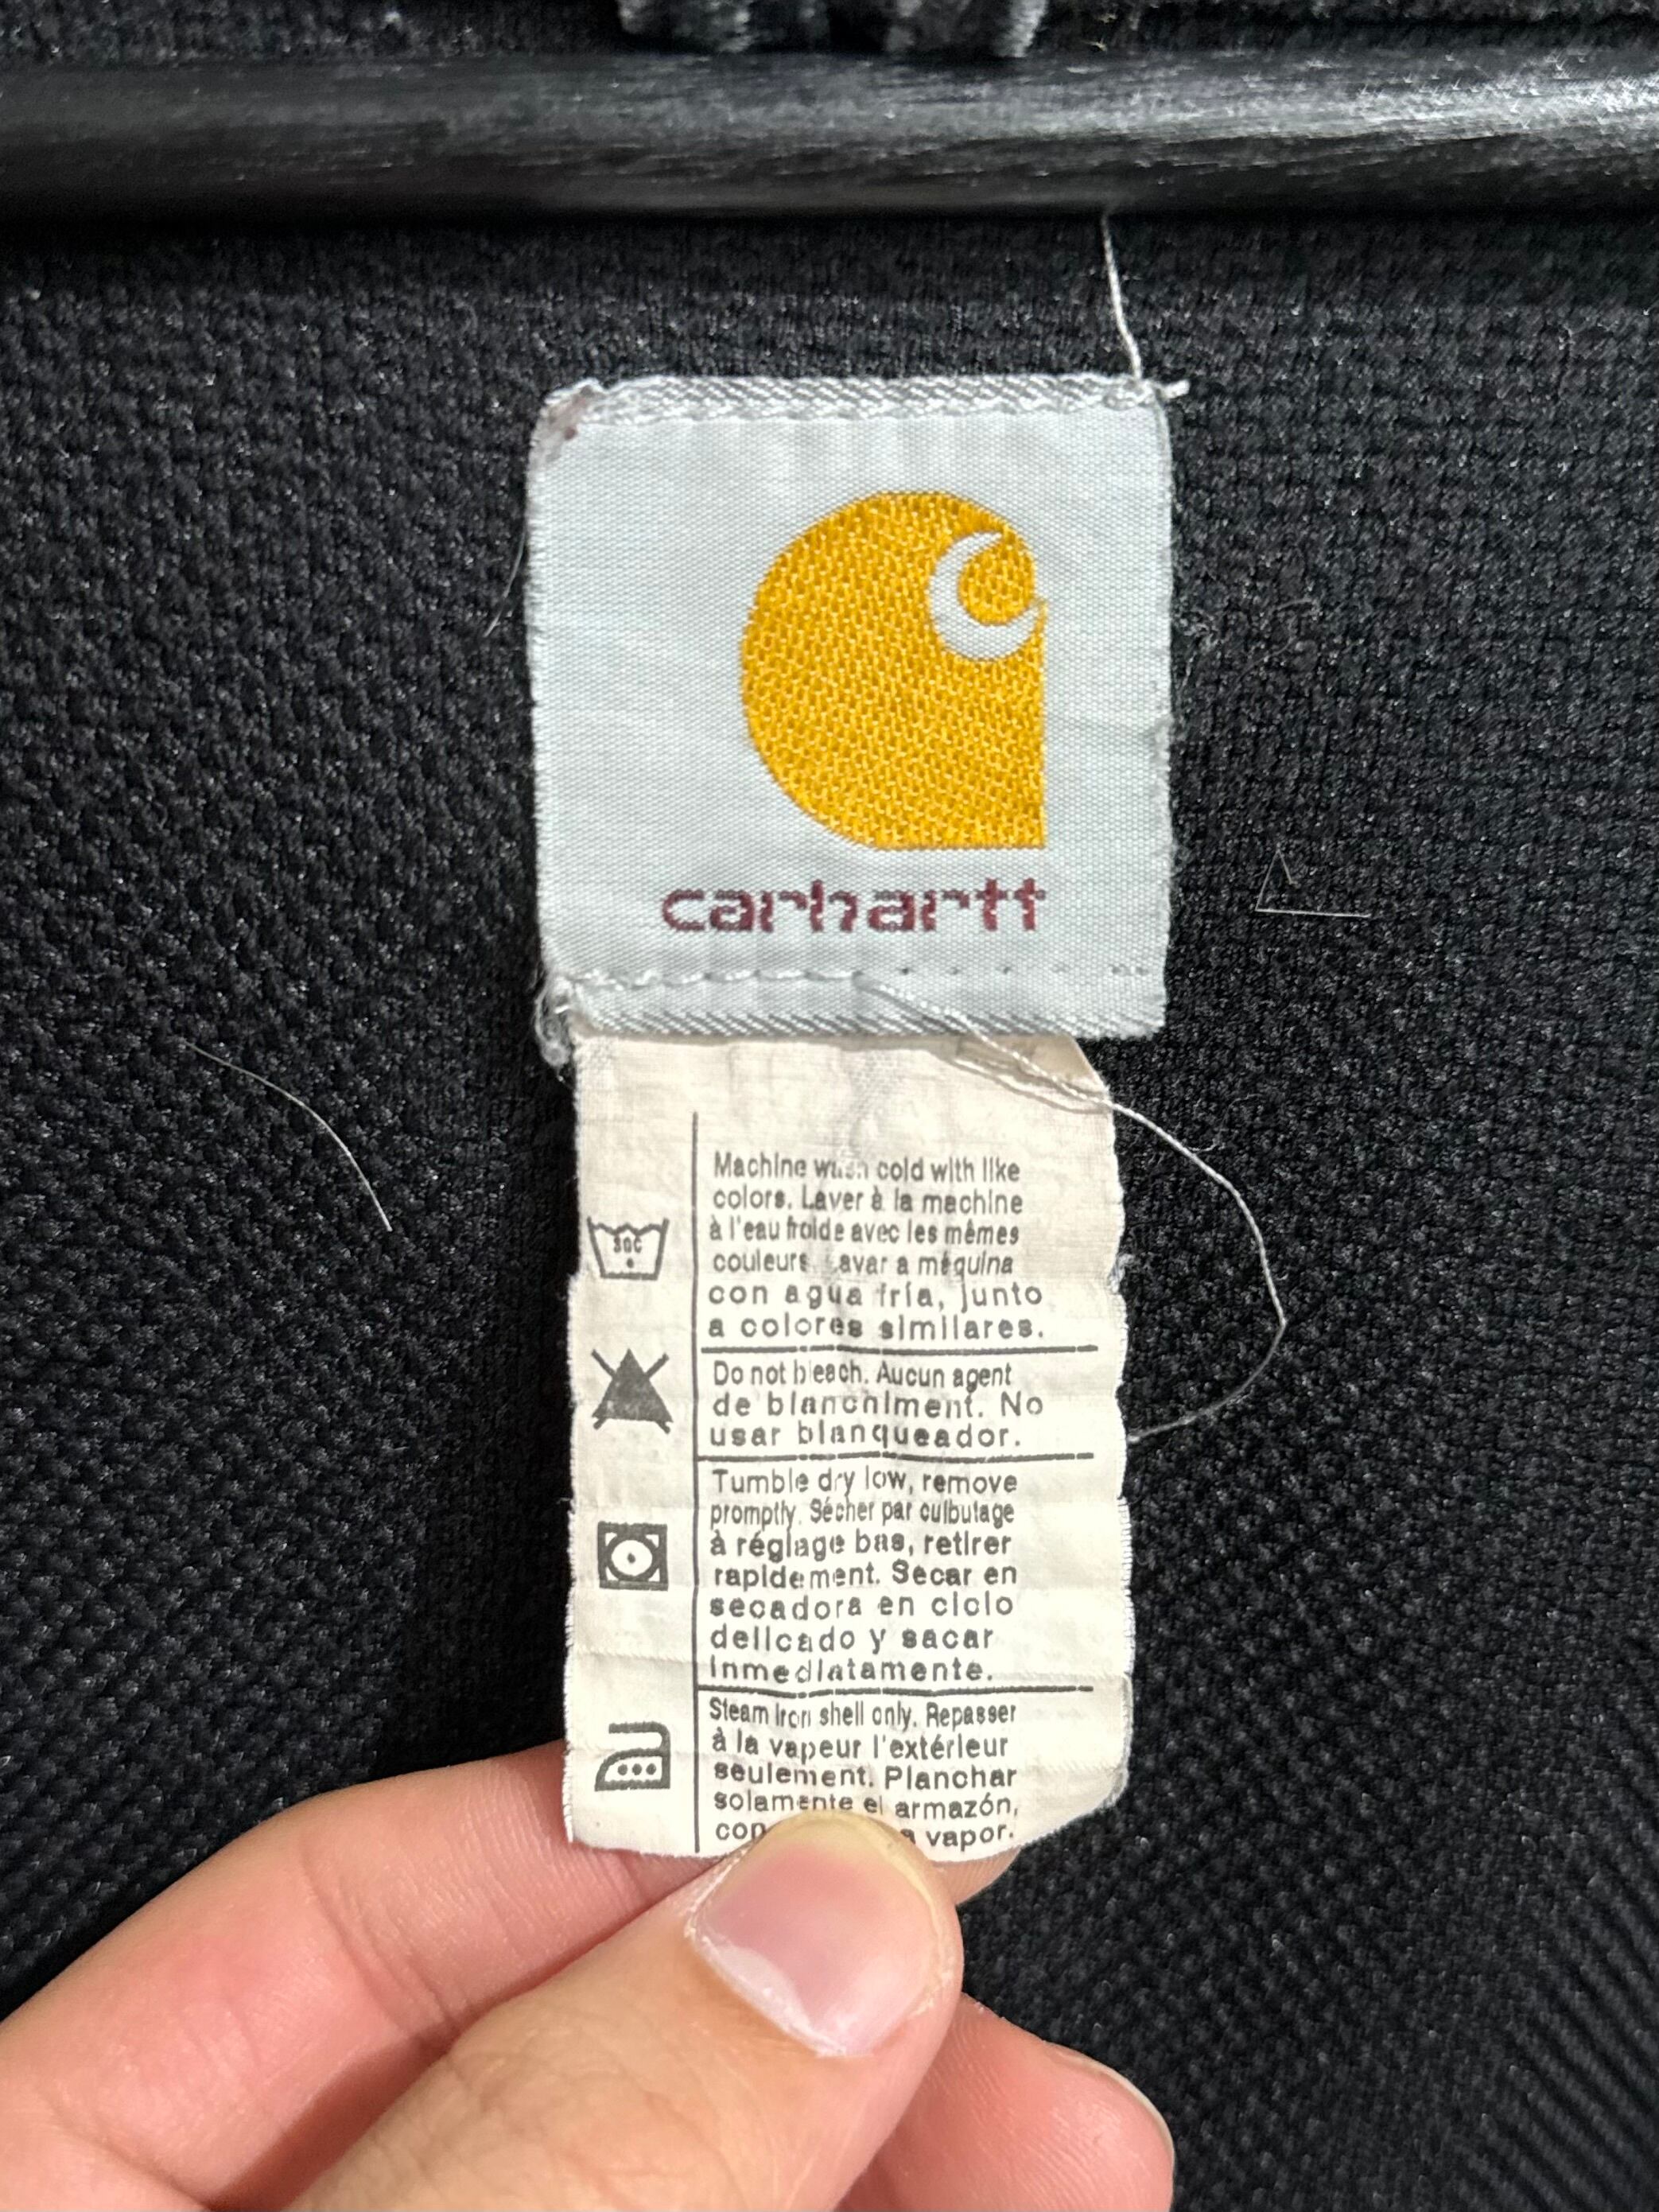 carhartt
Machine wash cold with like
colors. Laver à la machine
à l'eau froide avec les mêmes
couleurs. Lavar a máquina
con agua fría, junto
a colores similares.
30C
Do not bleach. Aucun agent
de blanchiment. No
usar blanqueador.
Tumble dry low, remove
promptly. Sécher par culbutage
à réglage bas, retirer
rapidement. Secar en
secadora en ciclo
delicado y sacar
inmediatamente.
Steam iron shell only. Repasser
à la vapeur l'extérieur
seulement. Planchar
solamente el armazón,
con vapor.